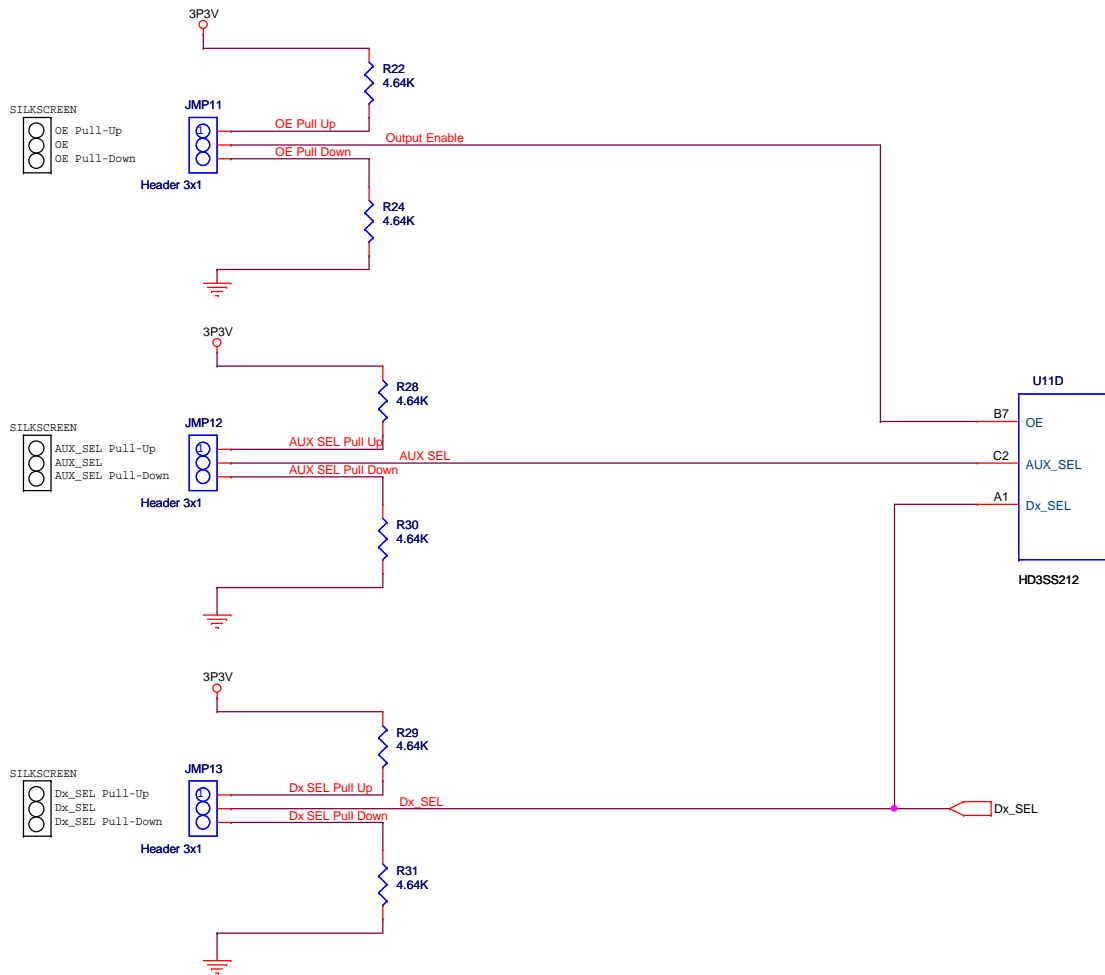 3P3V
R22
4.64K
SILKSCREEN
OE Pull-Up
OE
OE Pull-Down
JMP11
1
OE Pull Up
Output Enable
OE Pull Down
Header 3x1
R24
4.64K
3P3V
R28
4.64K
SILKSCREEN
AUX_SEL Pull-Up
AUX_SEL
AUX_SEL Pull-Down
JMP12
1
AUX SEL Pull Up
AUX SEL
AUX SEL Pull Down
Header 3x1
R30
4.64K
U11D
B7
OE
C2
AUX_SEL
A1
Dx_SEL
HD3SS212
3P3V
R29
4.64K
SILKSCREEN
Dx_SEL Pull-Up
Dx_SEL
Dx_SEL Pull-Down
JMP13
1
Dx SEL Pull Up
Dx_SEL
Dx SEL Pull Down
Header 3x1
Dx_SEL
R31
4.64K